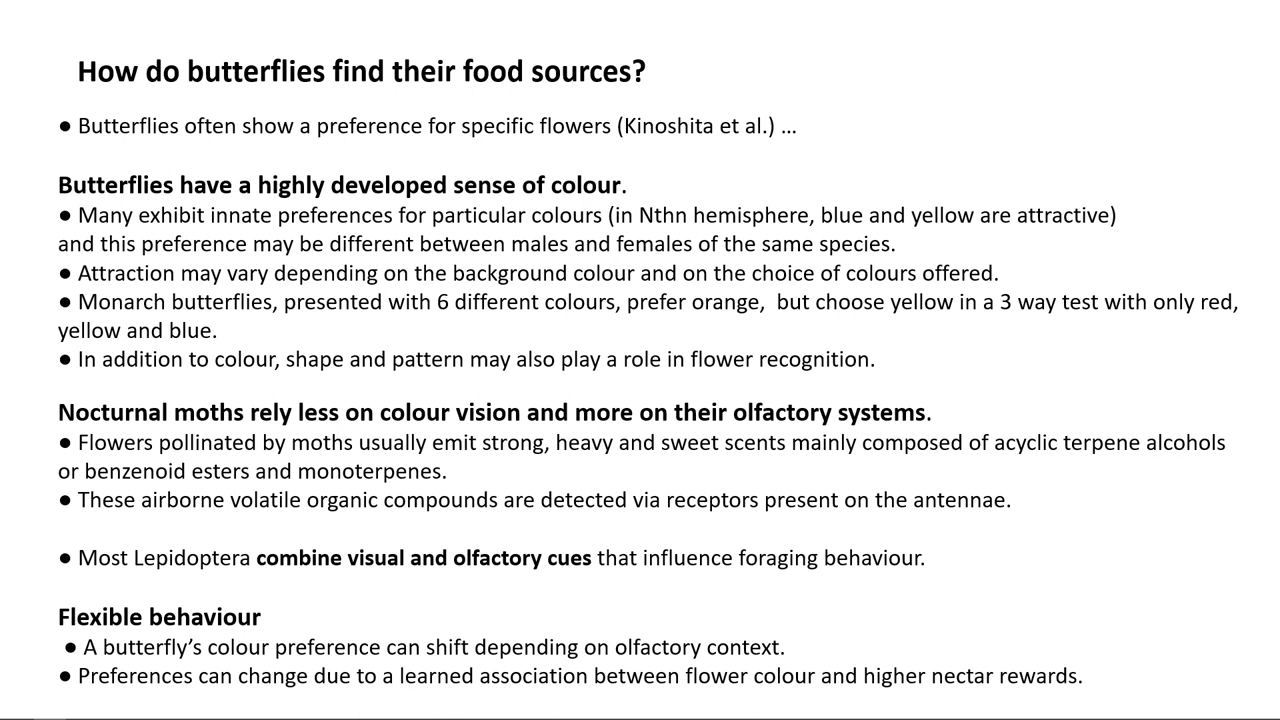 How do butterflies find their food sources?
● Butterflies often show a preference for specific flowers (Kinoshita et al.) …
Butterflies have a highly developed sense of colour.
● Many exhibit innate preferences for particular colours (in Nthn hemisphere, blue and yellow are attractive)
and this preference may be different between males and females of the same species.
● Attraction may vary depending on the background colour and on the choice of colours offered.
● Monarch butterflies, presented with 6 different colours, prefer orange,  but choose yellow in a 3 way test with only red,
yellow and blue.
● In addition to colour, shape and pattern may also play a role in flower recognition.
Nocturnal moths rely less on colour vision and more on their olfactory systems.
● Flowers pollinated by moths usually emit strong, heavy and sweet scents mainly composed of acyclic terpene alcohols
or benzenoid esters and monoterpenes.
● These airborne volatile organic compounds are detected via receptors present on the antennae.
● Most Lepidoptera combine visual and olfactory cues that influence foraging behaviour.
Flexible behaviour
● A butterfly’s colour preference can shift depending on olfactory context.
● Preferences can change due to a learned association between flower colour and higher nectar rewards.